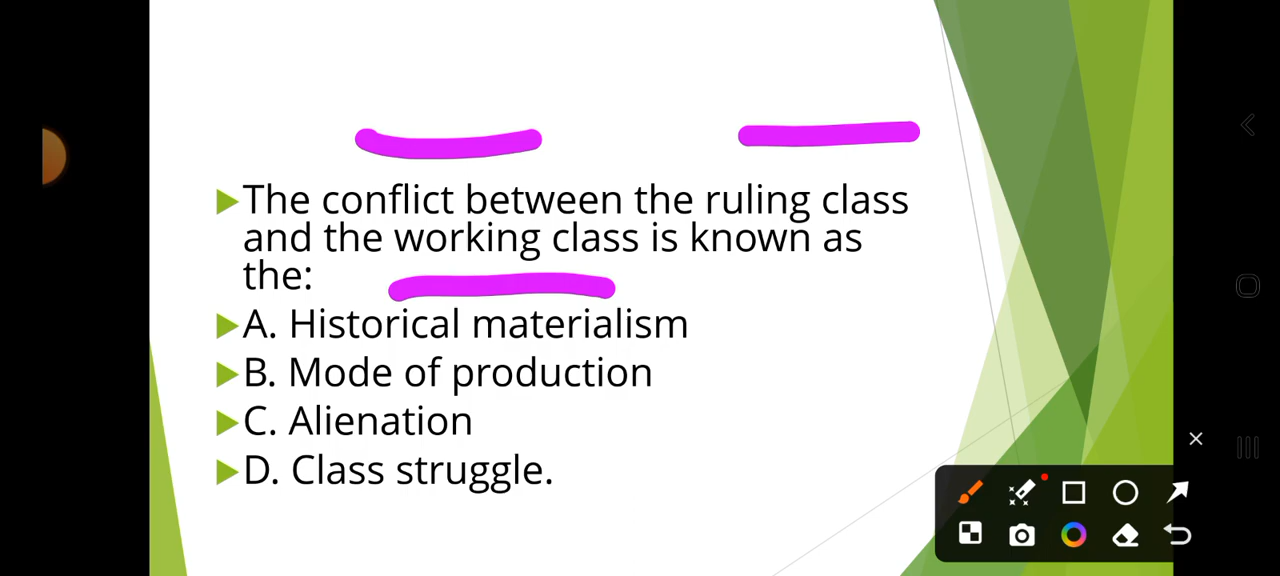 The conflict between the ruling class
and the working class is known as
the:
A. Historical materialism
B. Mode of production
C. Alienation
D. Class struggle.